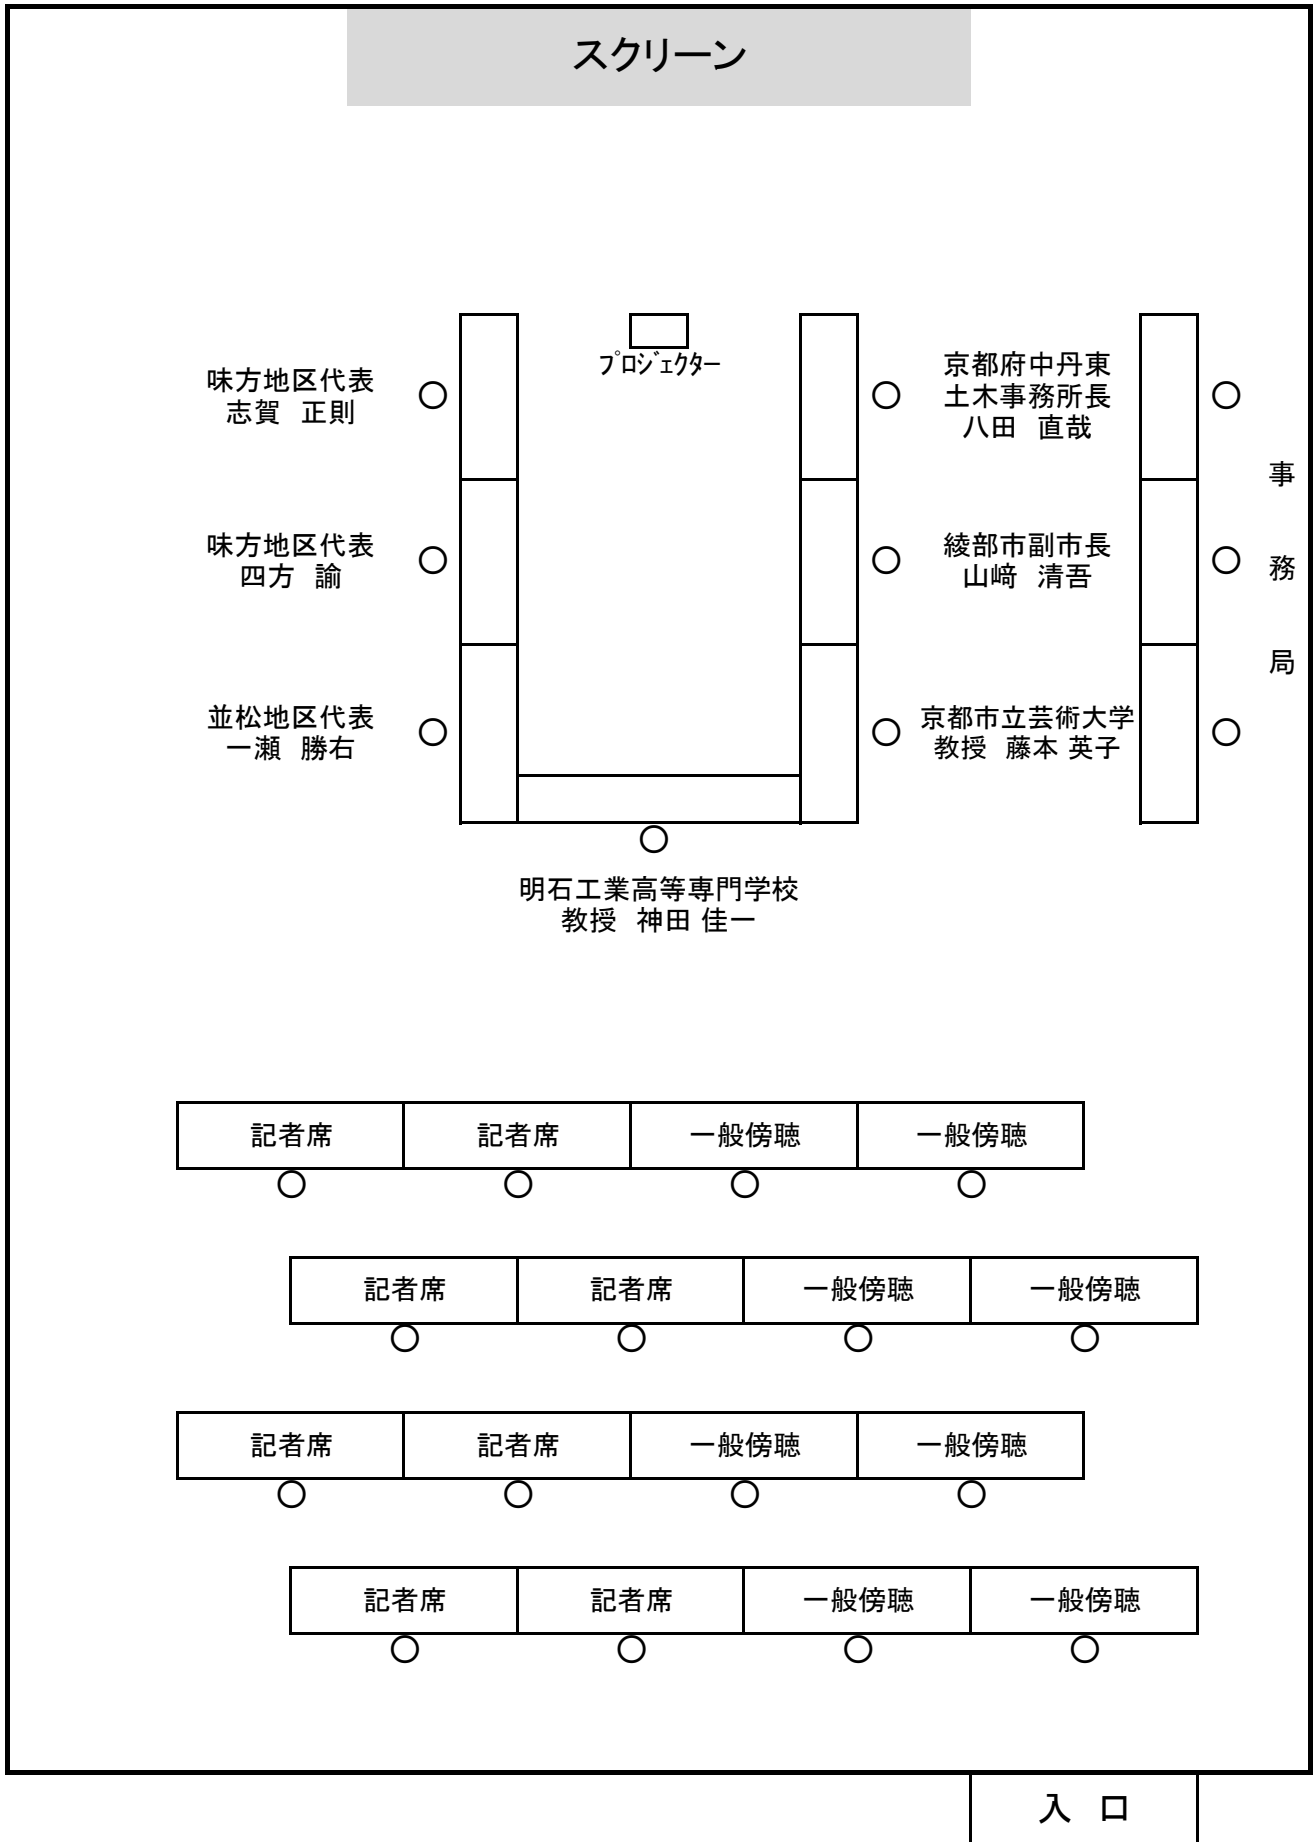 スクリーン
プロジェクター
味方地区代表
志賀　正則
京都府中丹東
土木事務所長
八田　直哉
味方地区代表
四方　諭
綾部市副市長
山﨑　清吾
並松地区代表
一瀬　勝右
京都市立芸術大学
教授　藤本 英子
事
務
局
明石工業高等専門学校
教授　神田 佳一
記者席 記者席 一般傍聴 一般傍聴
記者席 記者席 一般傍聴 一般傍聴
記者席 記者席 一般傍聴 一般傍聴
記者席 記者席 一般傍聴 一般傍聴
入　口